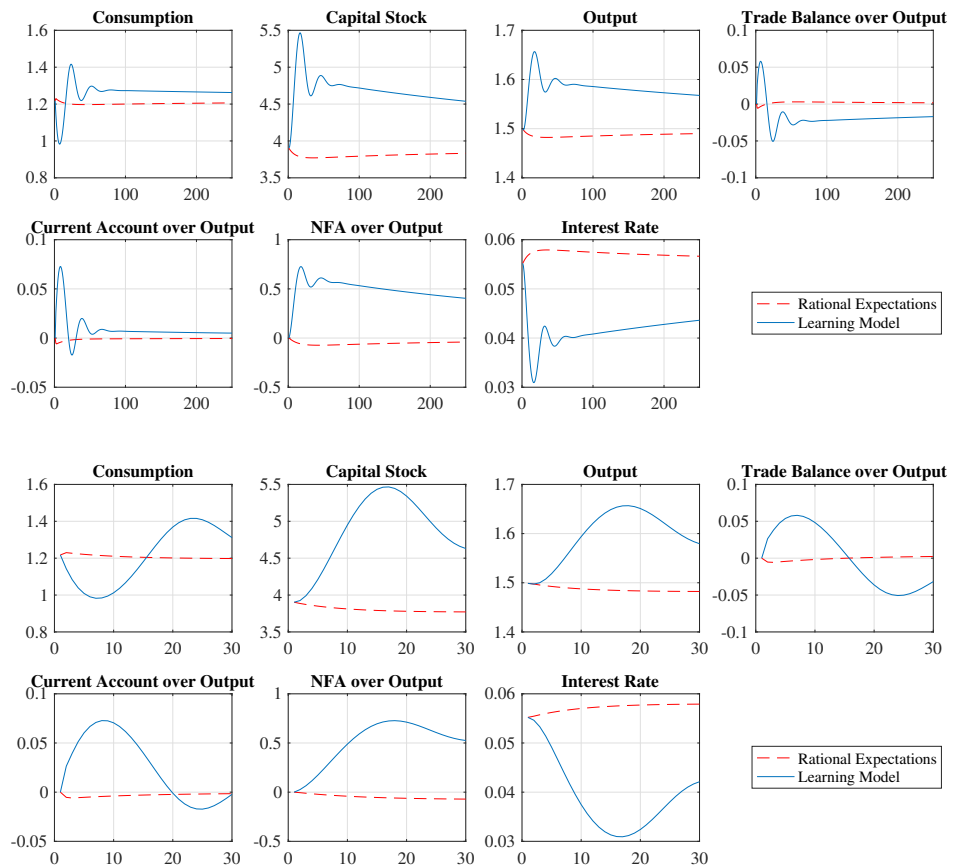 Consumption
1.6
1.4
1.2
1
0.8
0 100 200
Capital Stock
5.5
5
4.5
4
3.5
0 100 200
Output
1.7
1.6
1.5
1.4
0 100 200
Trade Balance over Output
0.1
0.05
0
-0.05
-0.1
0 100 200
Current Account over Output
0.1
0.05
0
-0.05
0 100 200
NFA over Output
1
0.5
0
-0.5
0 100 200
Interest Rate
0.06
0.05
0.04
0.03
0 100 200
Rational Expectations
Learning Model
Consumption
1.6
1.4
1.2
1
0.8
0 10 20 30
Capital Stock
5.5
5
4.5
4
3.5
0 10 20 30
Output
1.7
1.6
1.5
1.4
0 10 20 30
Trade Balance over Output
0.1
0.05
0
-0.05
-0.1
0 10 20 30
Current Account over Output
0.1
0.05
0
-0.05
0 10 20 30
NFA over Output
1
0.5
0
-0.5
0 10 20 30
Interest Rate
0.06
0.05
0.04
0.03
0 10 20 30
Rational Expectations
Learning Model